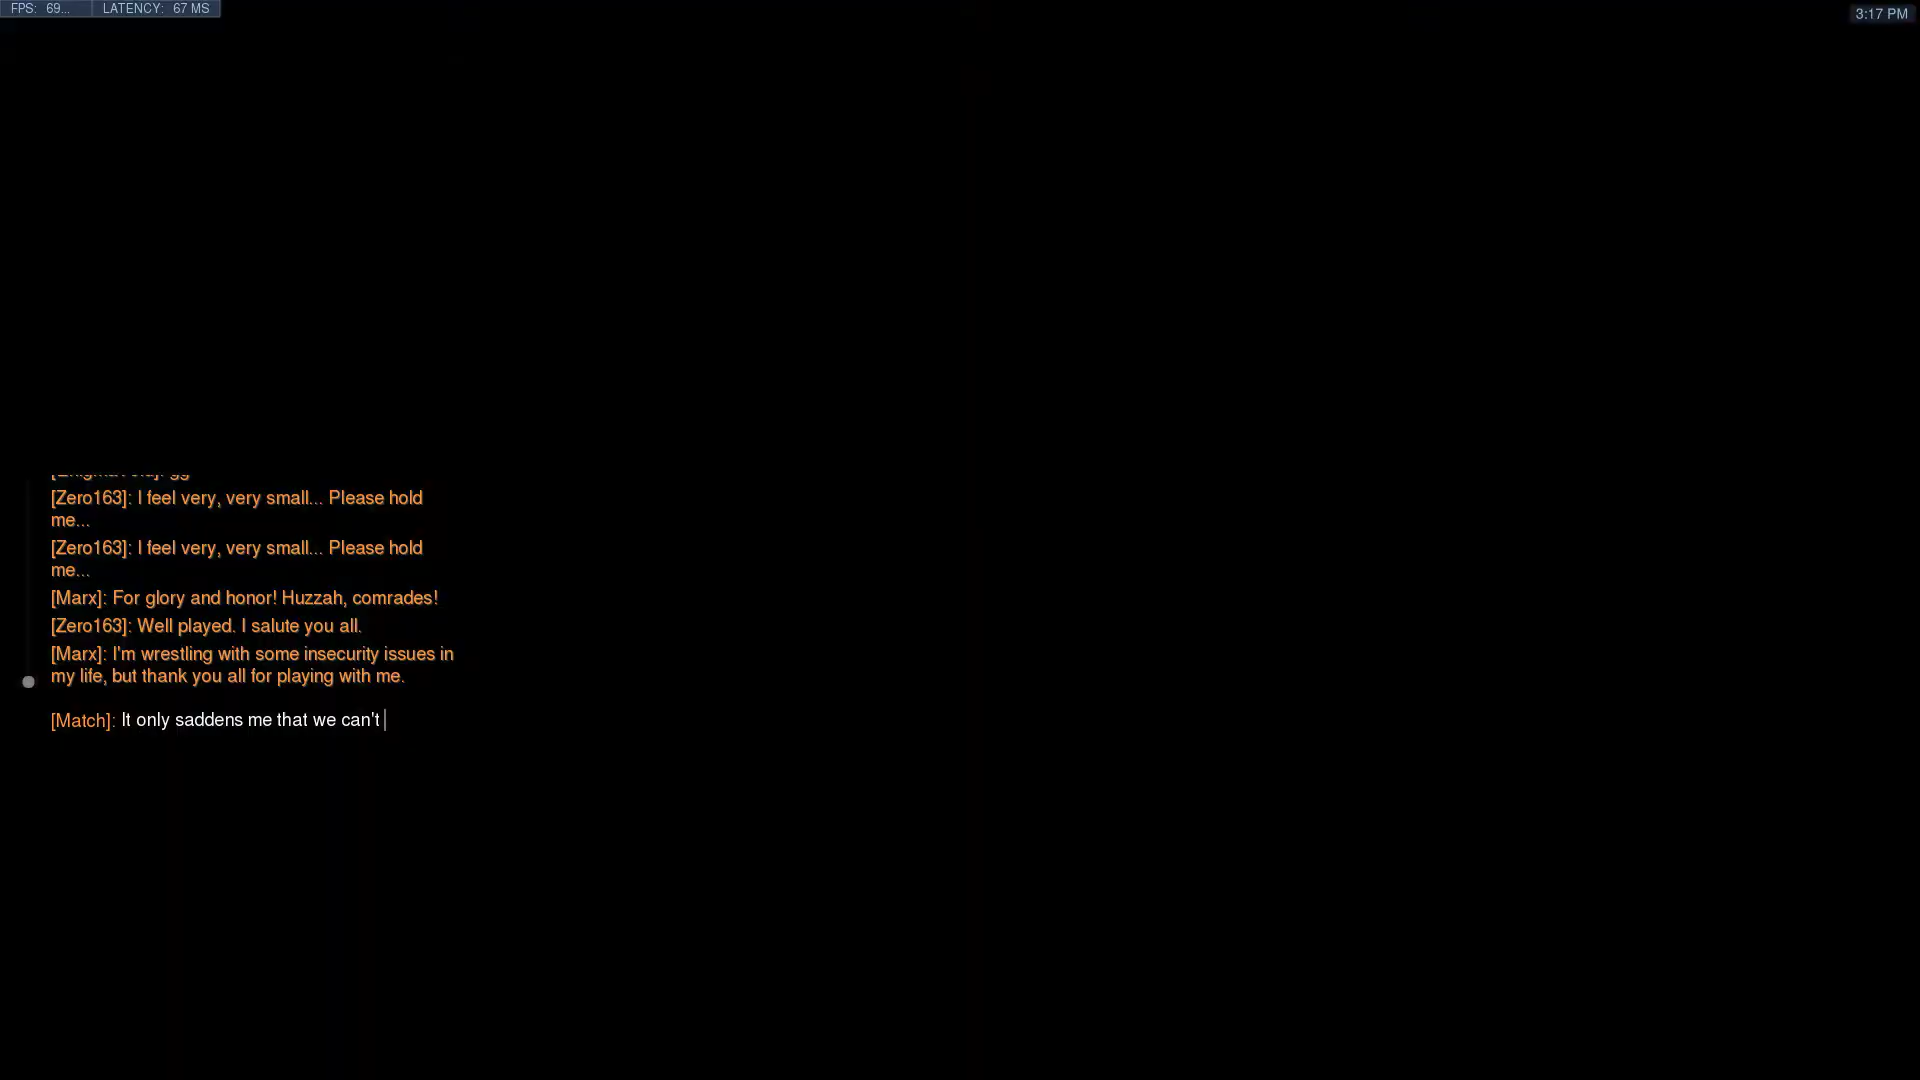 FPS: 69... LATENCY: 67 MS
3:17 PM
gg
[Zero163]: I feel very, very small... Please hold
me...
[Zero163]: I feel very, very small... Please hold
me...
[Marx]: For glory and honor! Huzzah, comrades!
[Zero163]: Well played. I salute you all.
[Marx]: I'm wrestling with some insecurity issues in
my life, but thank you all for playing with me.
[Match]: It only saddens me that we can't